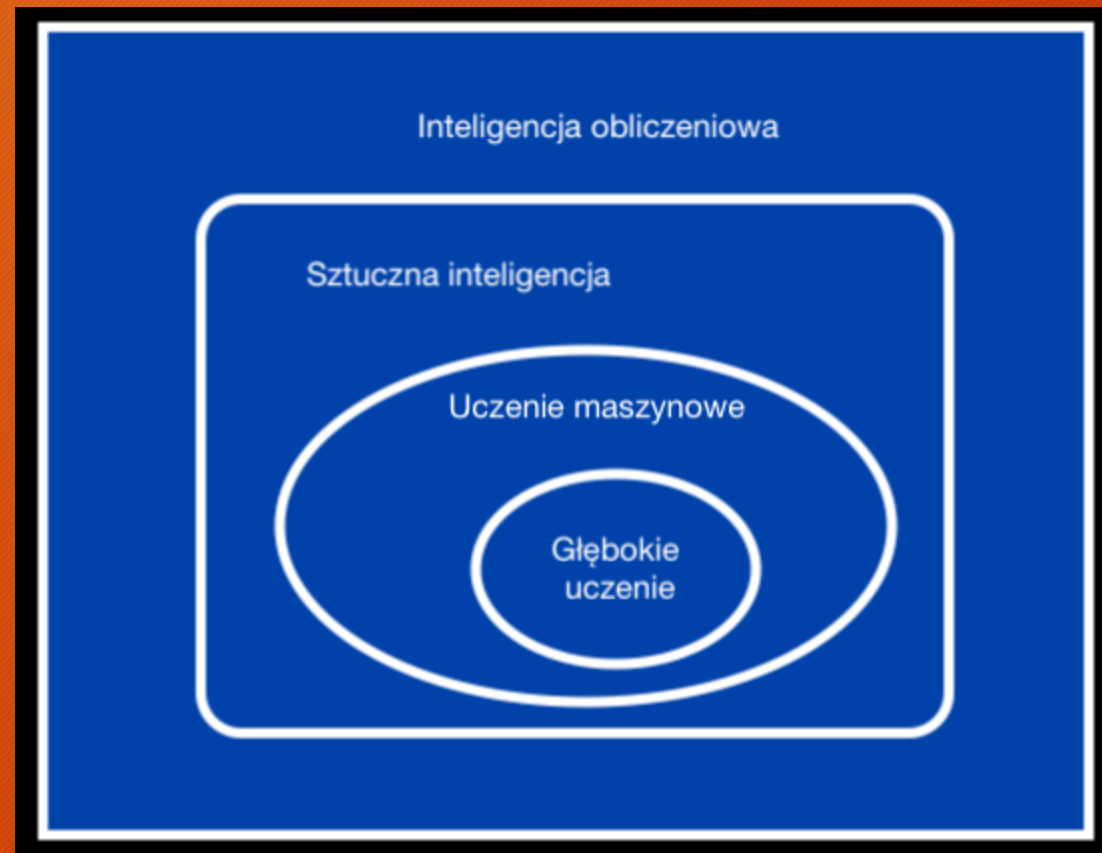 Inteligencja obliczeniowa
Sztuczna inteligencja
Uczenie maszynowe
Głębokie
uczenie